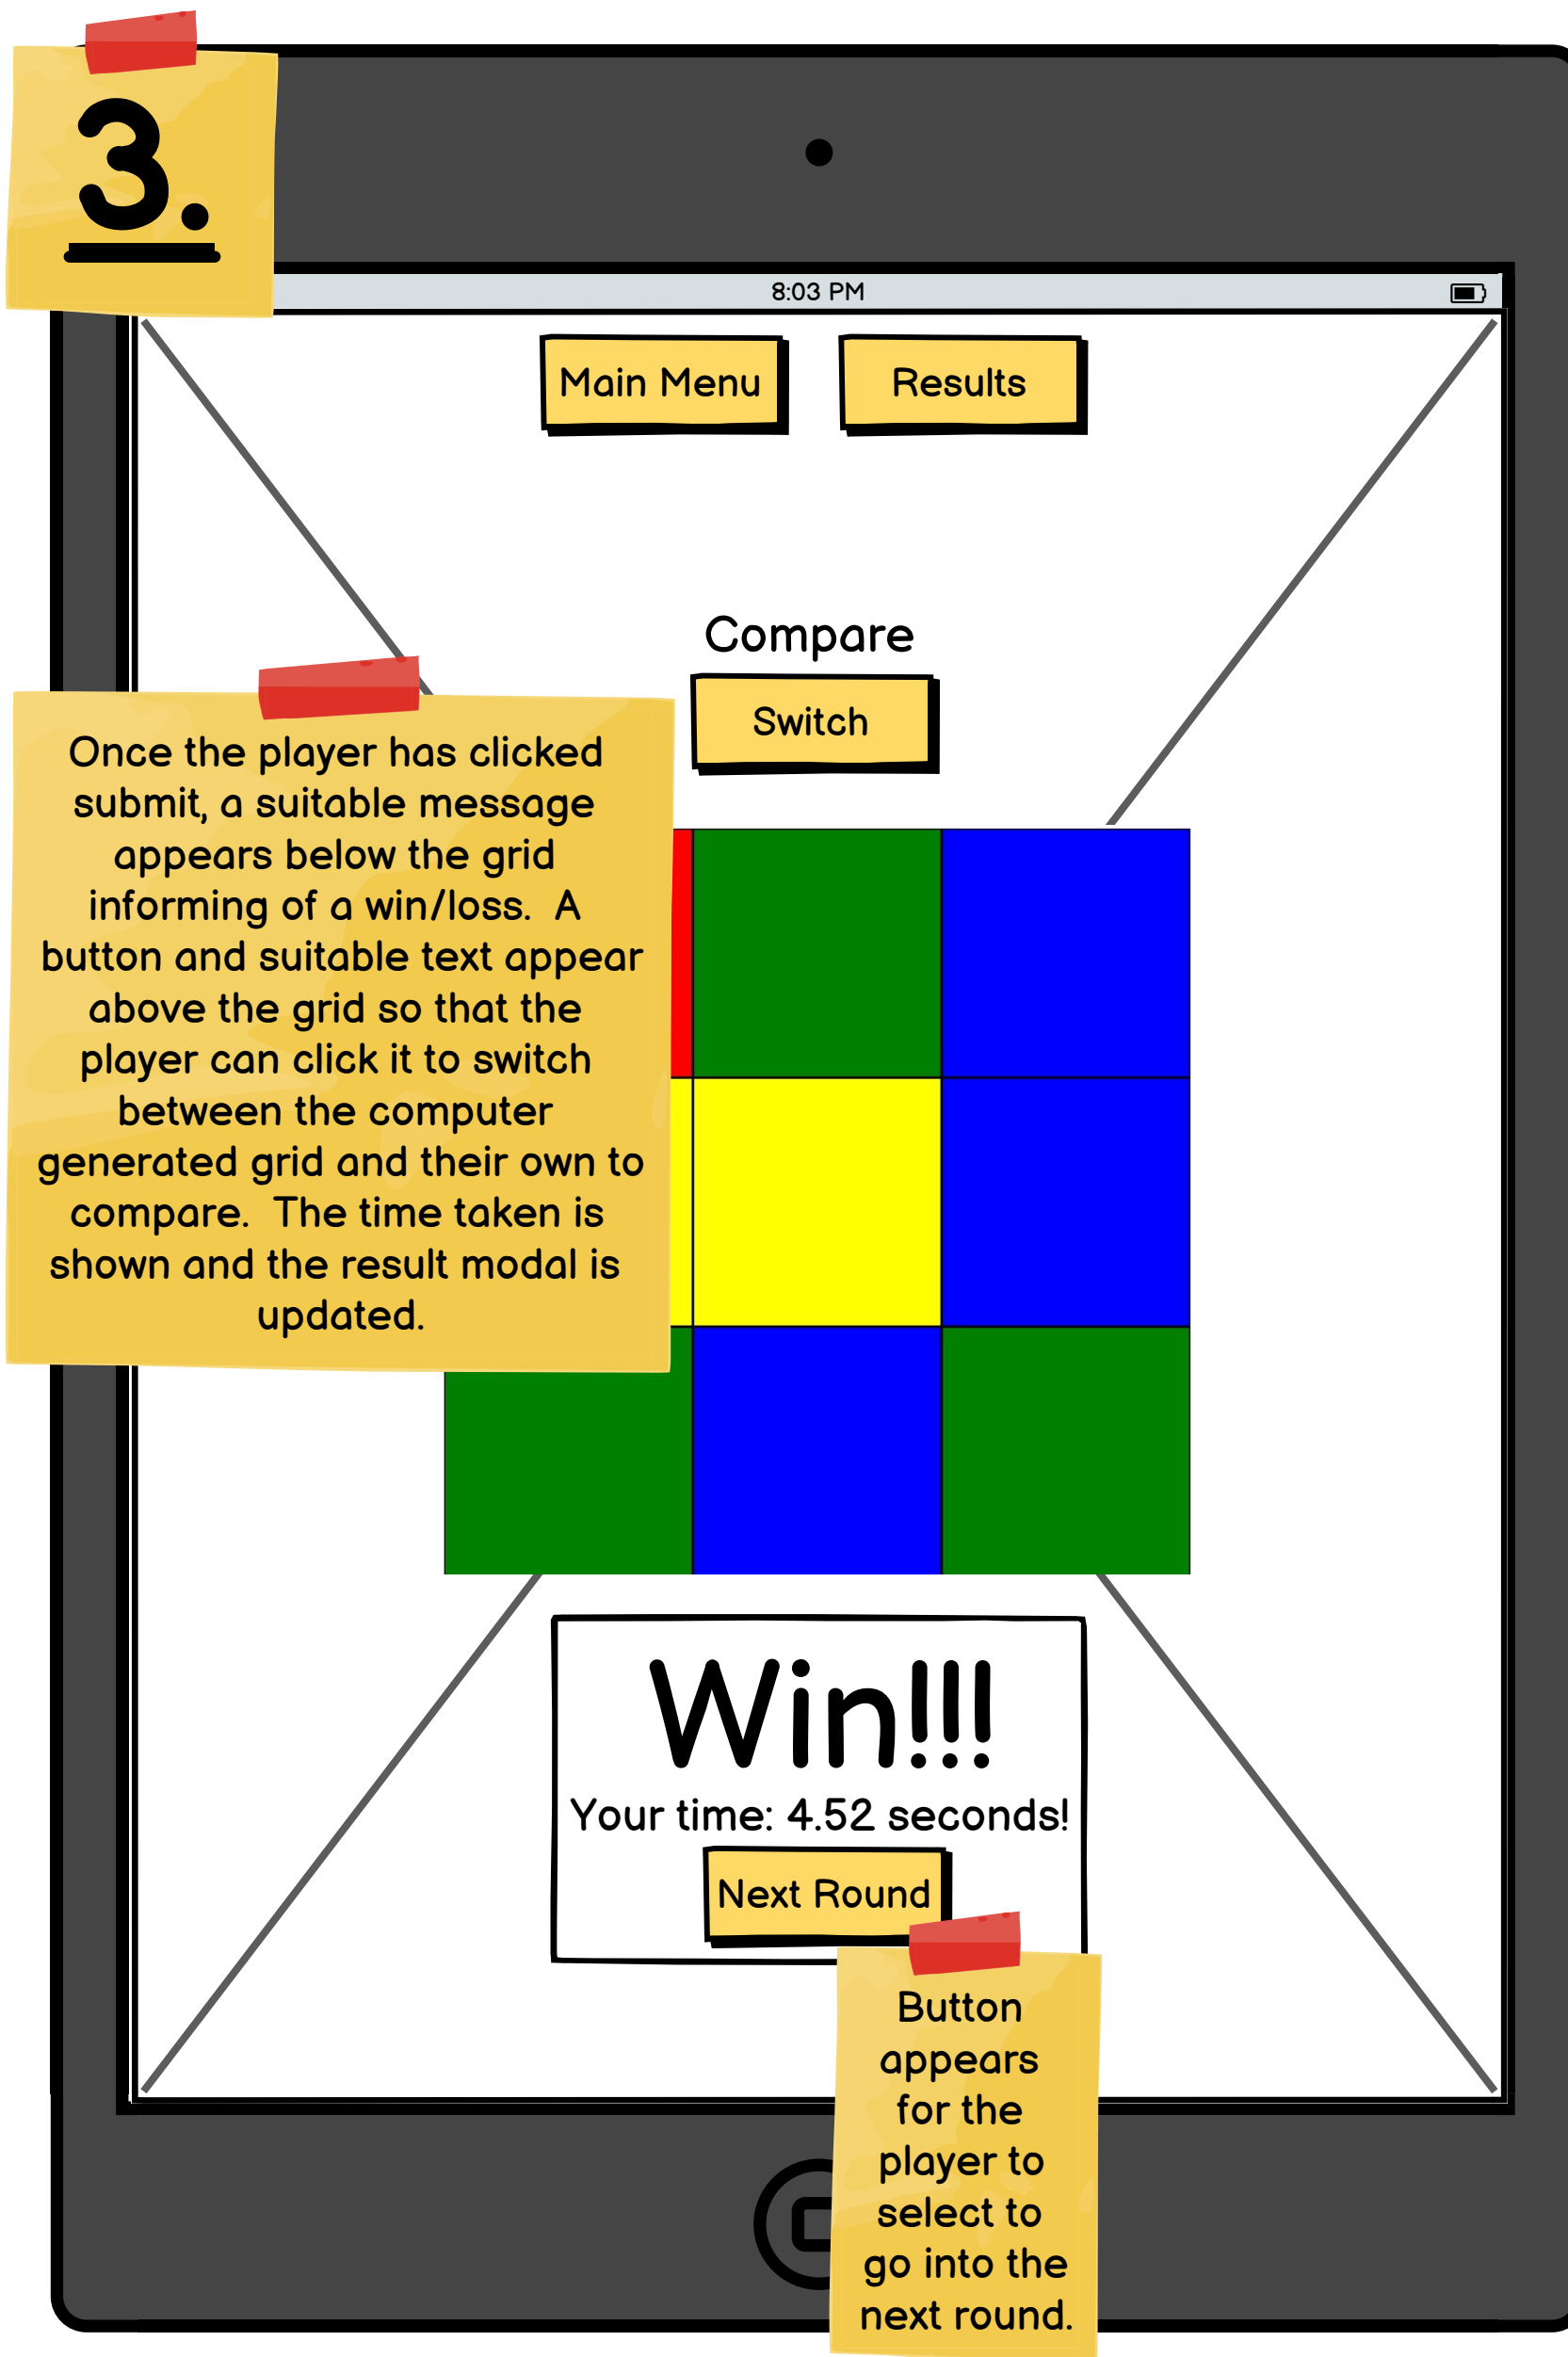 3.
8:03 PM
Main Menu
Results
Compare
Switch
Once the player has clicked
submit, a suitable message
appears below the grid
informing of a win/loss.  A
button and suitable text appear
above the grid so that the
player can click it to switch
between the computer
generated grid and their own to
compare.  The time taken is
shown and the result modal is
updated.
Win!!!
Your time: 4.52 seconds!
Next Round
Button
appears
for the
player to
select to
go into the
next round.